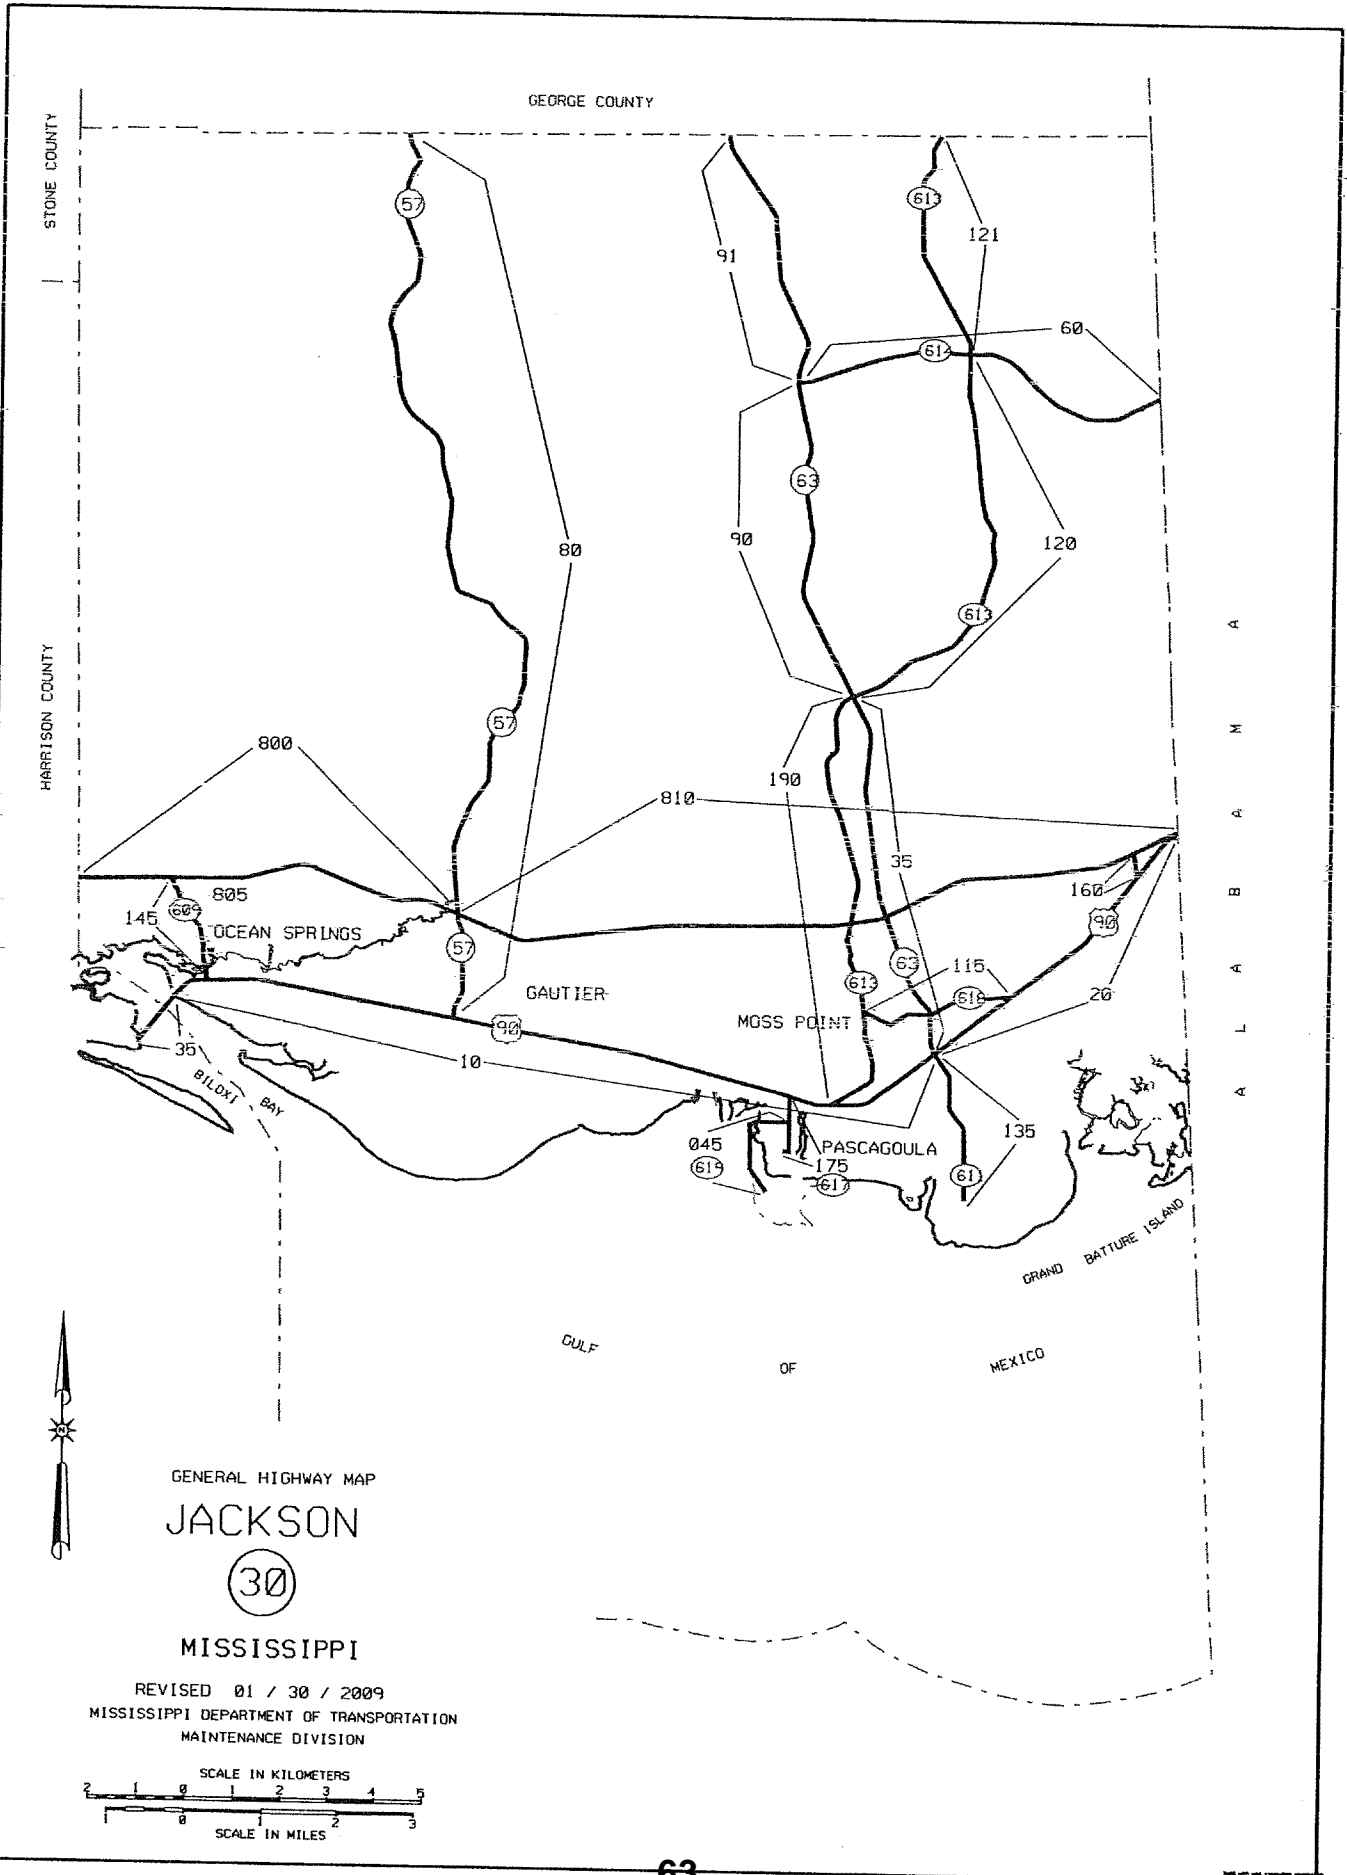 GEORGE COUNTY
STONE COUNTY
HARRISON COUNTY
57
613
121
91
60
614
63
90
80
120
613
57
800
190
810
35
160
805
609
145
OCEAN SPRINGS
90
57
63
115
GAUTIER
613
618
20
90
MOSS POINT
35
10
BILOXI BAY
045
619
PASCAGOULA
175
617
135
611
ALABAMA
GRAND BATTURE ISLAND
GULF OF MEXICO
N
GENERAL HIGHWAY MAP
JACKSON
30
MISSISSIPPI
REVISED 01 / 30 / 2009
MISSISSIPPI DEPARTMENT OF TRANSPORTATION
MAINTENANCE DIVISION
SCALE IN KILOMETERS
2 1 0 1 2 3 4 5
1 0 1 2 3
SCALE IN MILES
63